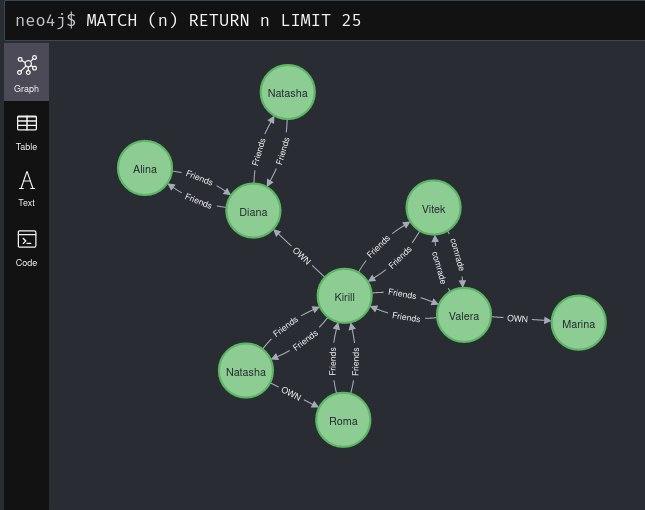 neo4j$ MATCH (n) RETURN n LIMIT 25
Graph
Table
Text
Code
Natasha
Friends
Friends
Alina
Friends
Friends
Diana
OWN
Vitek
Friends
Friends
comrade
comrade
Kirill
Friends
Friends
Valera
OWN
Marina
Friends
Friends
Natasha
OWN
Friends
Friends
Roma